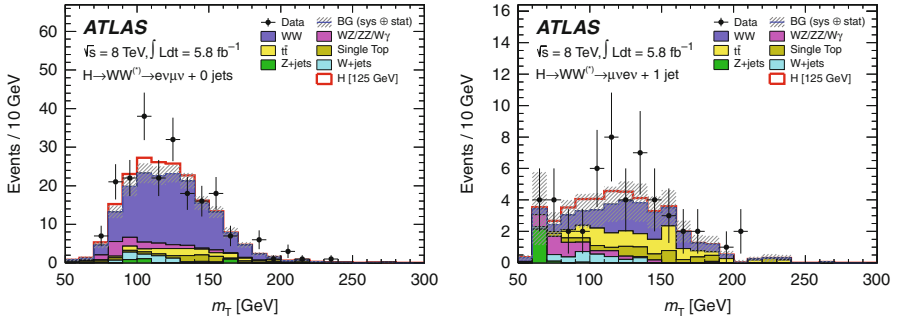 ATLAS
√s = 8 TeV, ∫ Ldt = 5.8 fb⁻¹
H→WW(*)→eνμν + 0 jets
Data
BG (sys ⊕ stat)
WW
WZ/ZZ/Wγ
tt̄
Single Top
Z+jets
W+jets
H [125 GeV]
Events / 10 GeV
60
50
40
30
20
10
0
50 100 150 200 250 300
mT [GeV]
ATLAS
√s = 8 TeV, ∫ Ldt = 5.8 fb⁻¹
H→WW(*)→μνeν + 1 jet
Data
BG (sys ⊕ stat)
WW
WZ/ZZ/Wγ
tt̄
Single Top
Z+jets
W+jets
H [125 GeV]
Events / 10 GeV
16
14
12
10
8
6
4
2
0
50 100 150 200 250 300
mT [GeV]